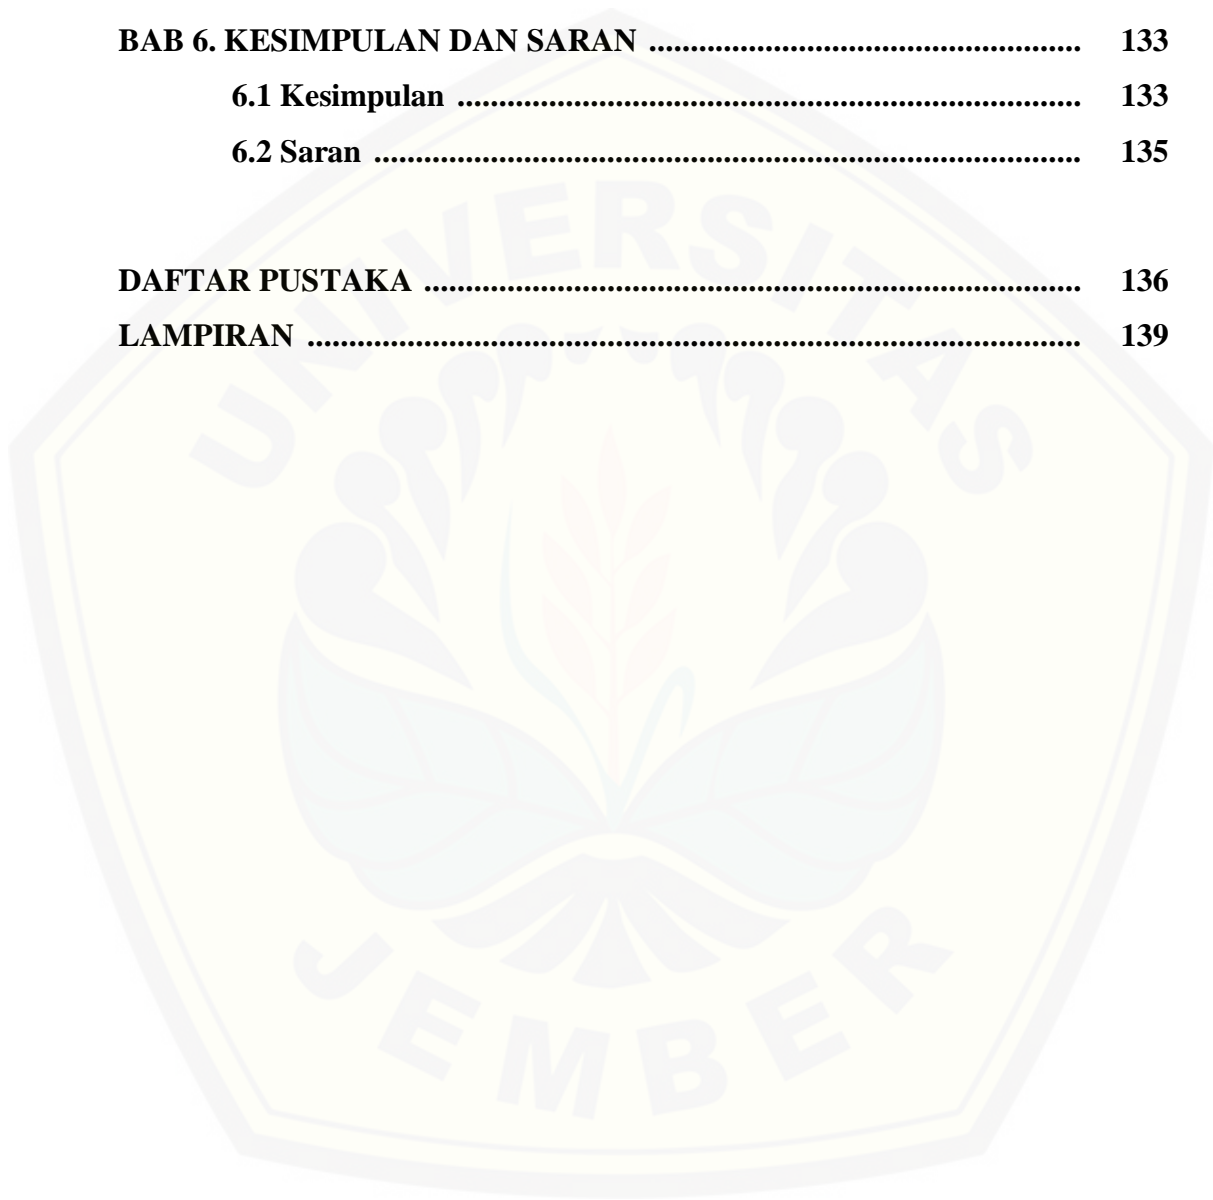 BAB 6. KESIMPULAN DAN SARAN .................................................... 133
6.1 Kesimpulan ........................................................................... 133
6.2 Saran ..................................................................................... 135
DAFTAR PUSTAKA ............................................................................... 136
LAMPIRAN ............................................................................................. 139
UNIVERSITAS
JEMBER